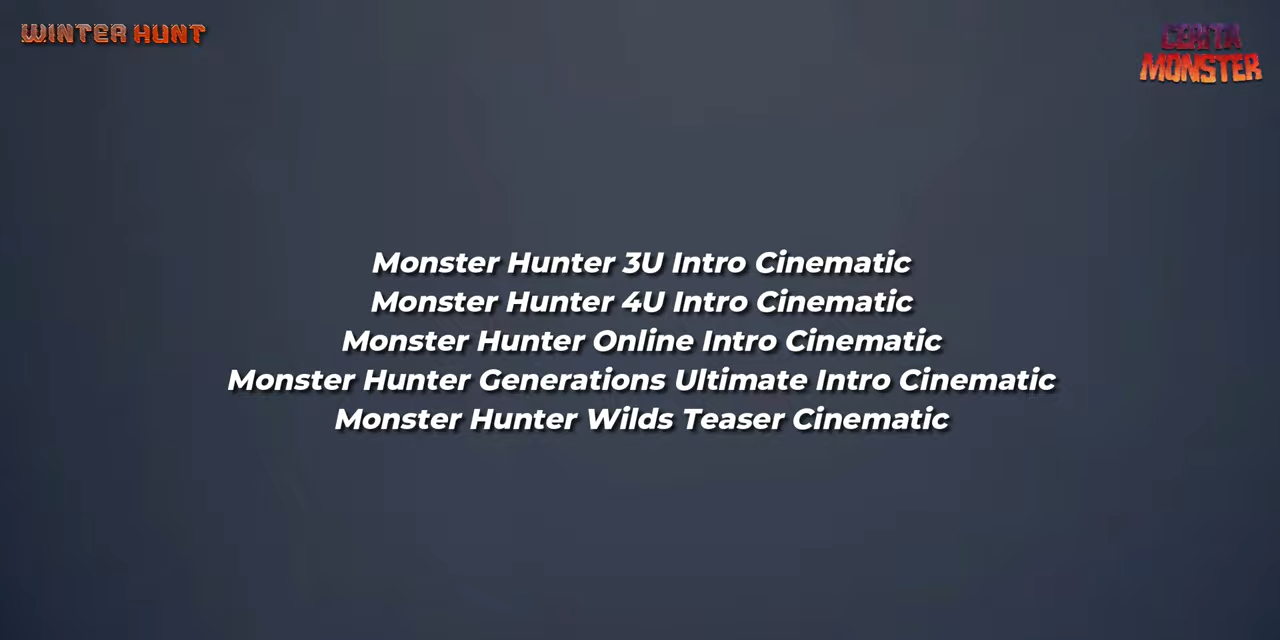 WINTER HUNT
CERITA
MONSTER
Monster Hunter 3U Intro Cinematic
Monster Hunter 4U Intro Cinematic
Monster Hunter Online Intro Cinematic
Monster Hunter Generations Ultimate Intro Cinematic
Monster Hunter Wilds Teaser Cinematic